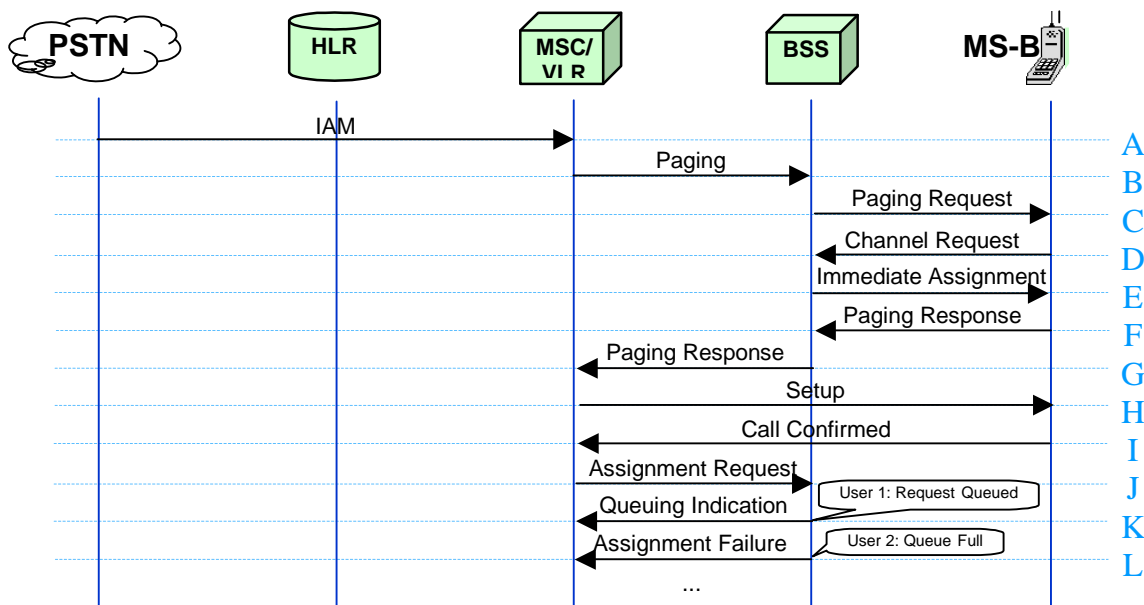 PSTN
HLR
MSC/
VLR
BSS
MS-B
IAM
A
Paging
B
Paging Request
C
Channel Request
D
Immediate Assignment
E
Paging Response
F
Paging Response
G
Setup
H
Call Confirmed
I
Assignment Request
J
User 1: Request Queued
Queuing Indication
K
Assignment Failure
User 2: Queue Full
L
...